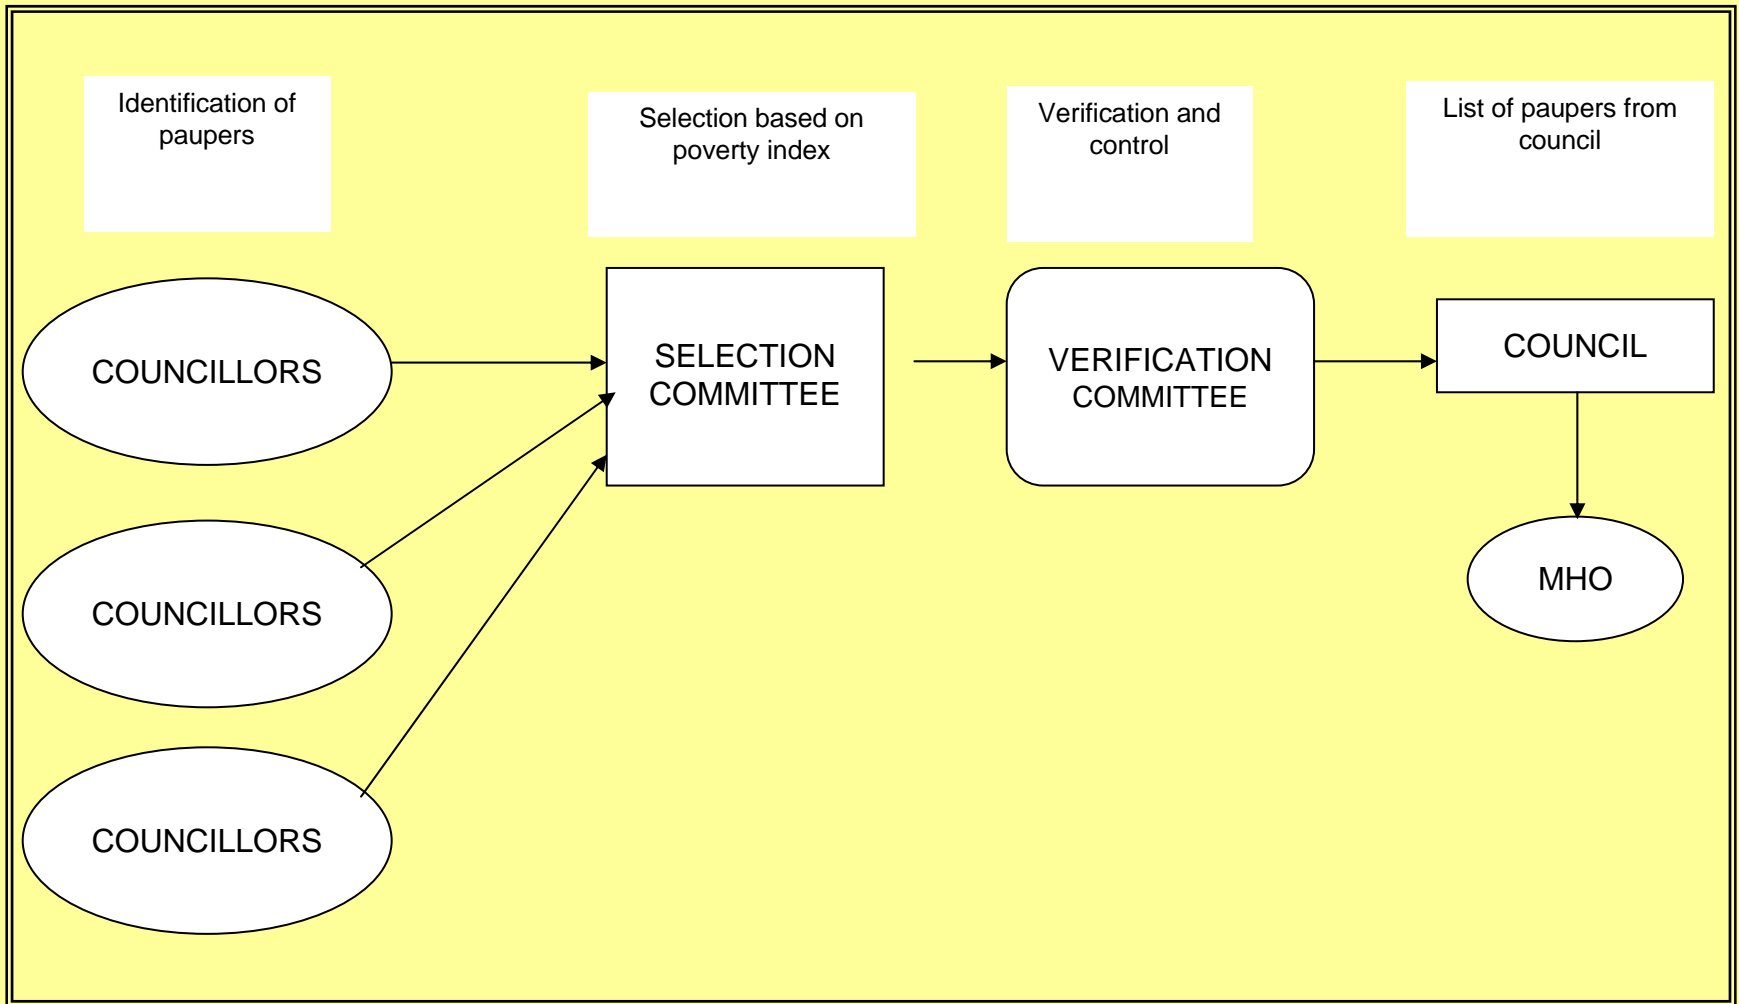 Identification of
paupers
Selection based on
poverty index
Verification and
control
List of paupers from
council
COUNCILLORS
SELECTION
COMMITTEE
VERIFICATION
COMMITTEE
COUNCIL
COUNCILLORS
MHO
COUNCILLORS